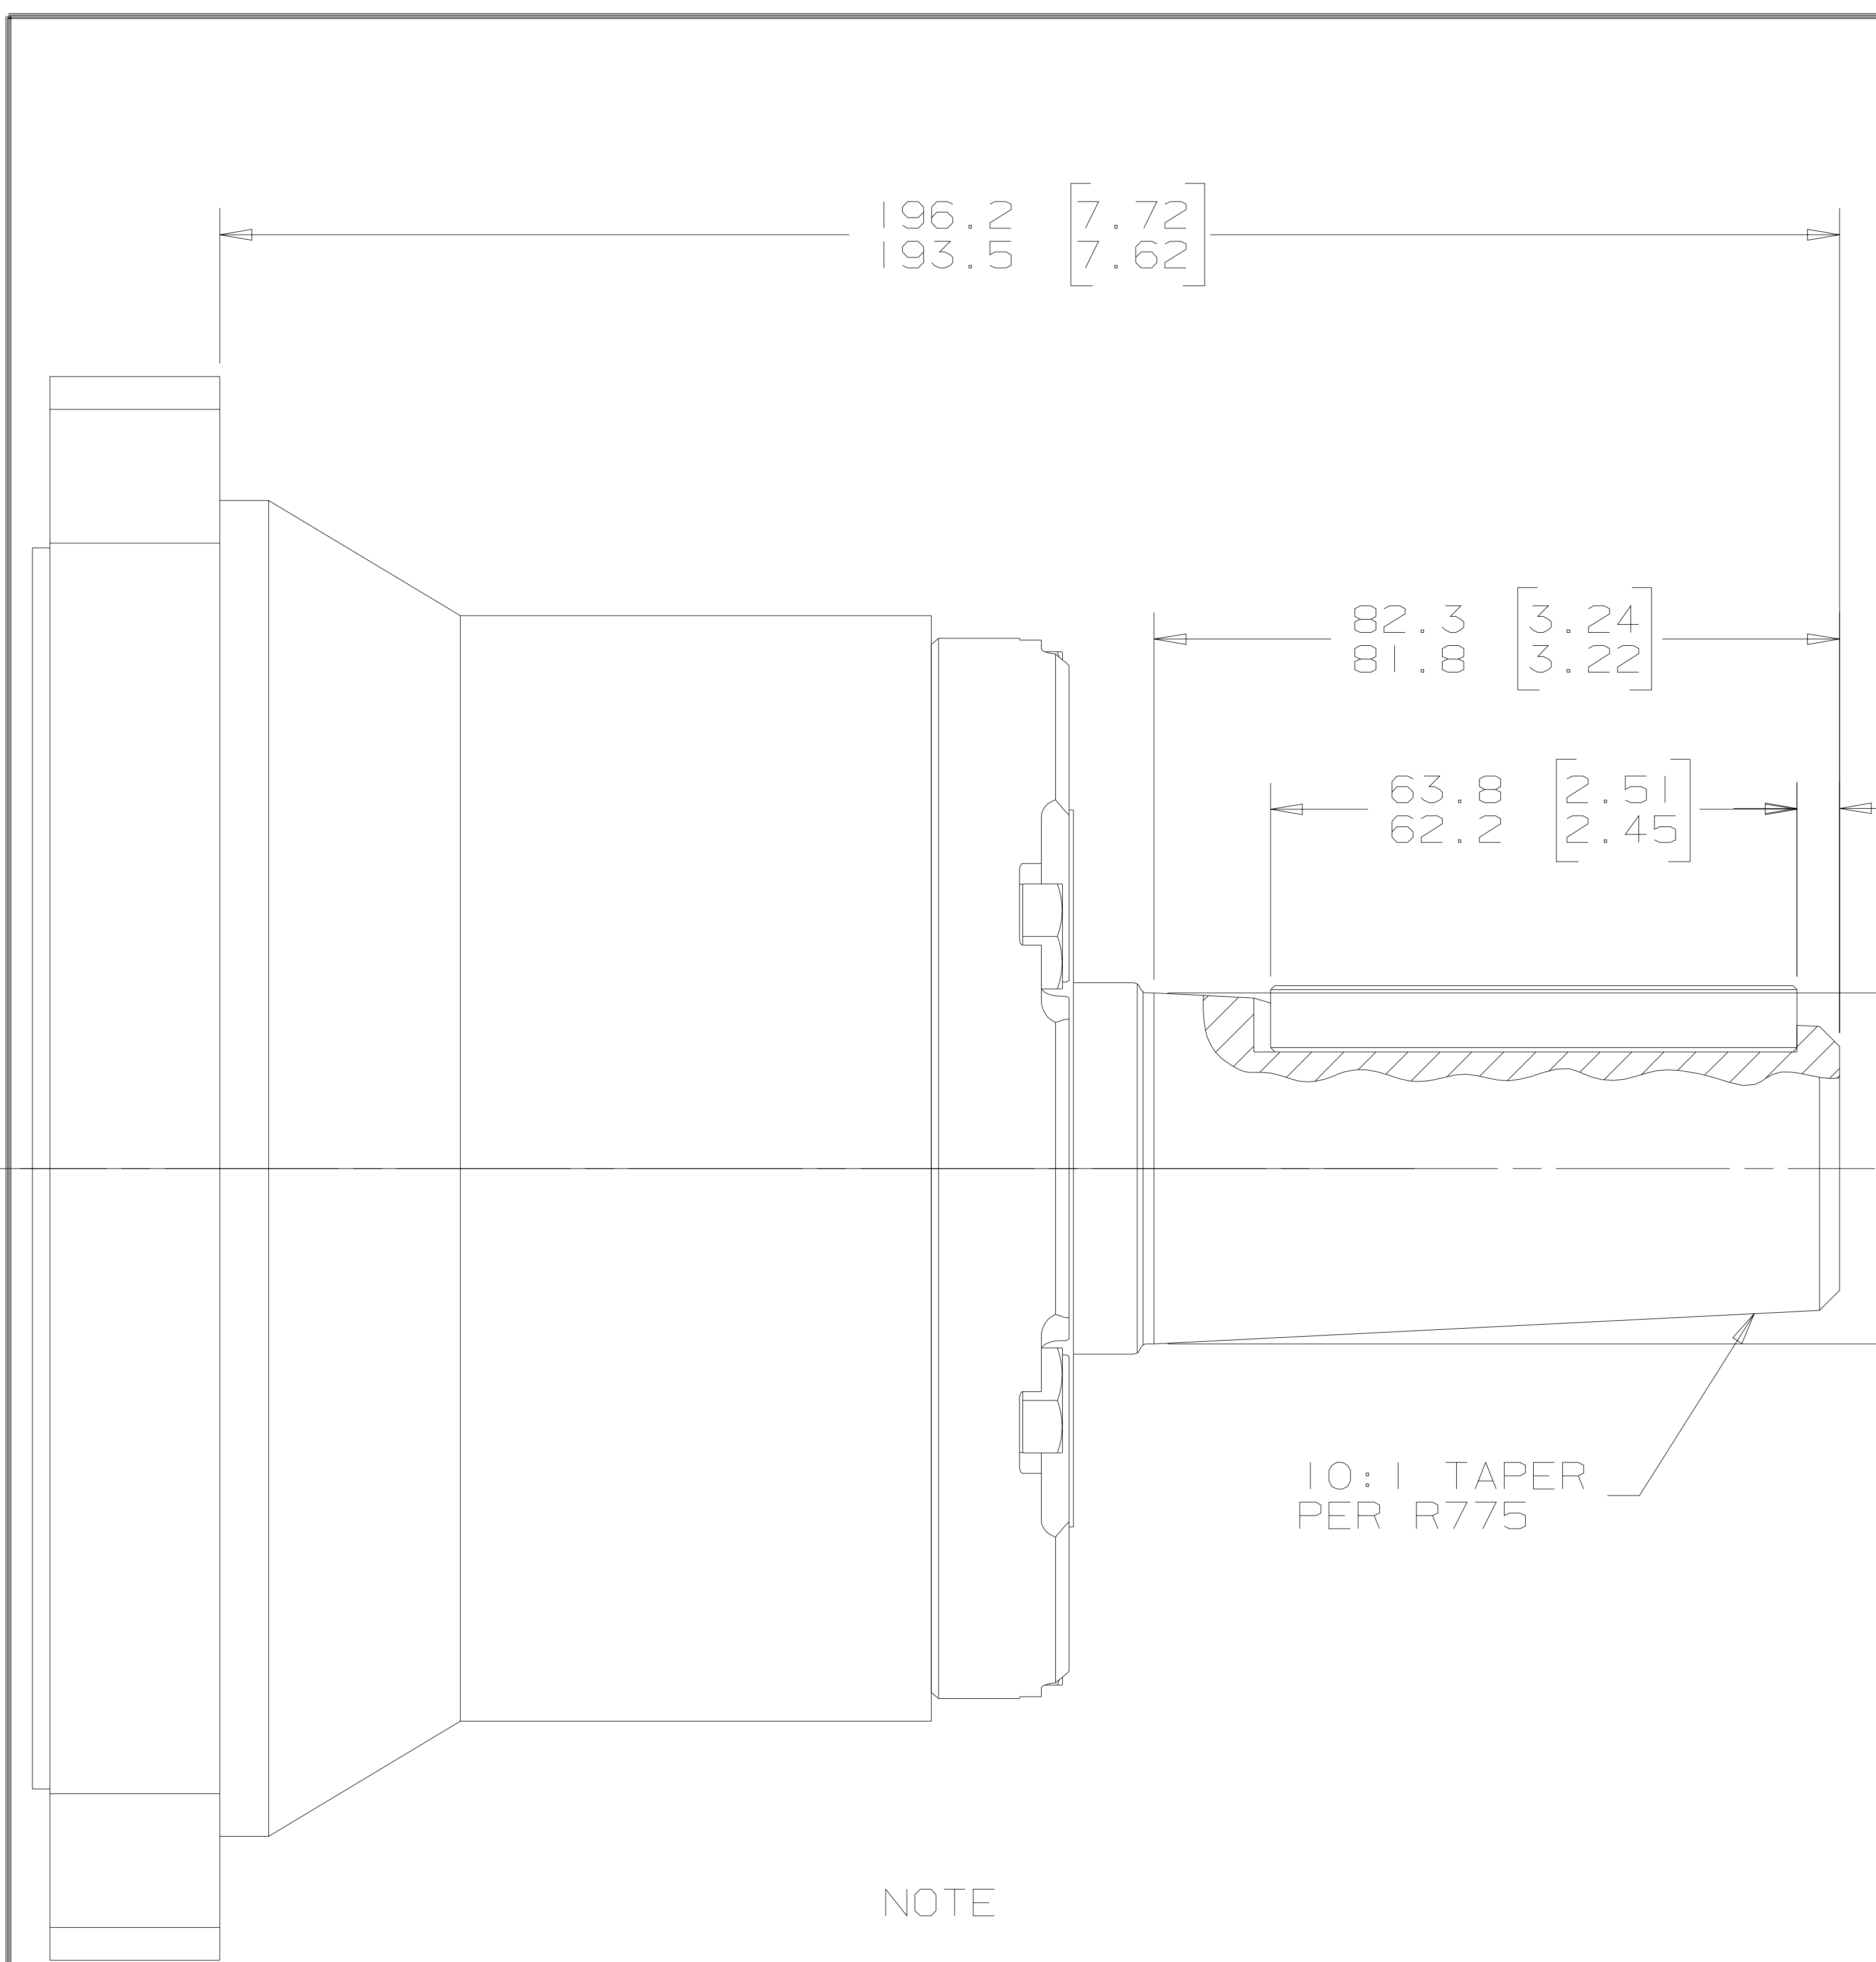 196.2 [7.72
193.5 7.62]
82.3 [3.24
81.8 3.22]
63.8 [2.51
62.2 2.45]
10:1 TAPER
PER R775
NOTE